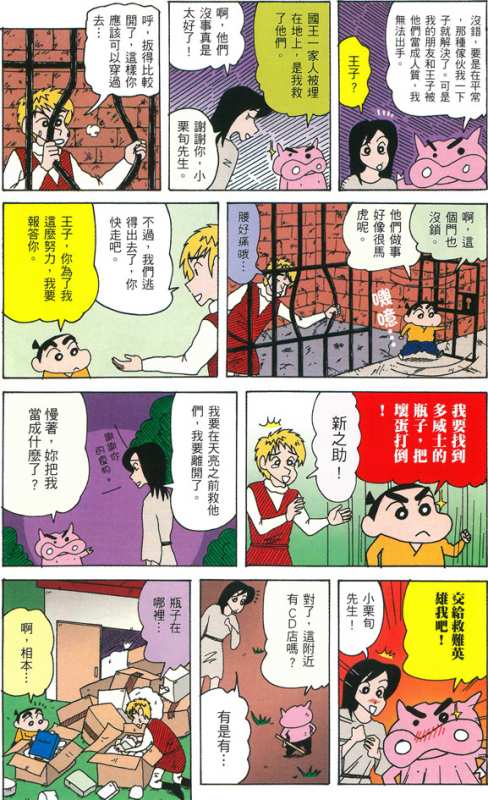 沒錯，要是在平常
，那種傢伙我一下
子就解決了。可是
我的朋友和王子被
他們當成人質，我
無法出手。
王子？
國王一家人被埋
在地上，是我救
了他們。
啊，他們
沒事真是
太好了！
謝謝你，小
栗旬先生。
呼，扳得比較
開了，這樣你
應該可以穿過
去…
啊，這
個門也
沒鎖。
他們做事
好像很馬
虎呢。
噢噫…
腰好痛哦…
不過，我們逃
得出去了，你
快走吧。
王子，你為了我
這麼努力，我要
報答你。
我要找到
多威士的
瓶子，把
壞蛋打倒
新之助！
我要在天亮之前救他
們，我要離開了。
謝謝你
慢著，妳把我
當成什麼了？
交給救難英
雄我吧！
小栗旬
先生！
對了，這附近
有CD店嗎？
有是有…
瓶子在
哪裡…
啊，相本…